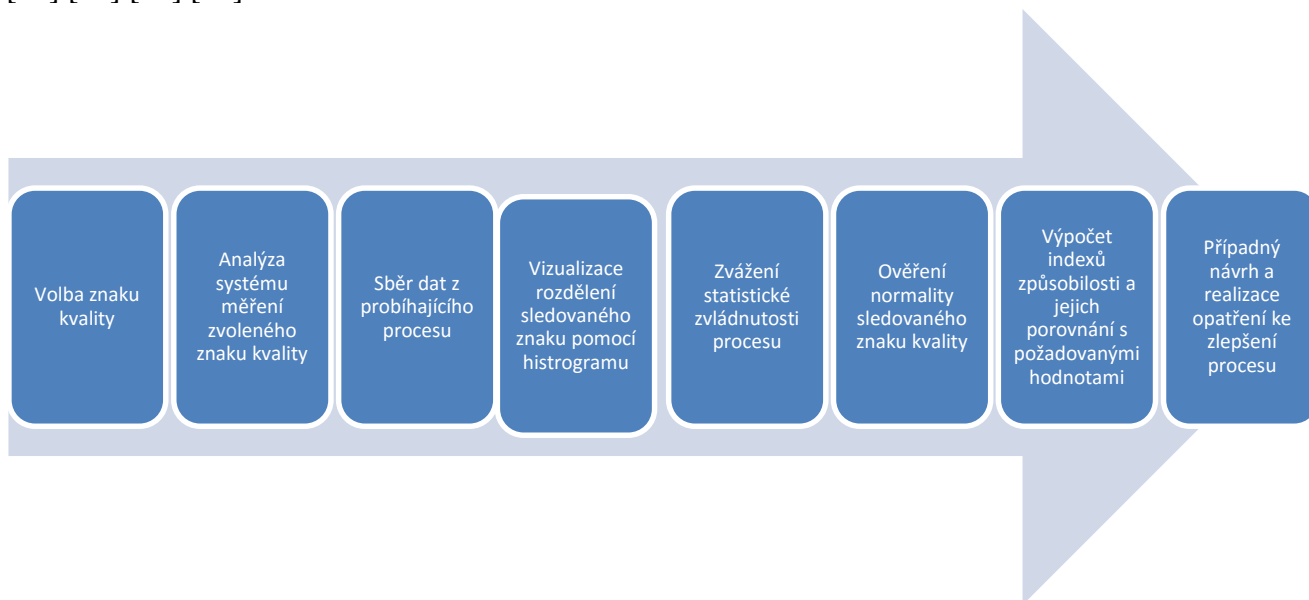 Volba znaku
kvality
Analýza
systému
měření
zvoleného
znaku kvality
Sběr dat z
probíhajícího
procesu
Vizualizace
rozdělení
sledovaného
znaku pomocí
histrogramu
Zvážení
statistické
zvládnutosti
procesu
Ověření
normality
sledovaného
znaku kvality
Výpočet
indexů
způsobilosti a
jejich
porovnání s
požadovanými
hodnotami
Případný
návrh a
realizace
opatření ke
zlepšení
procesu